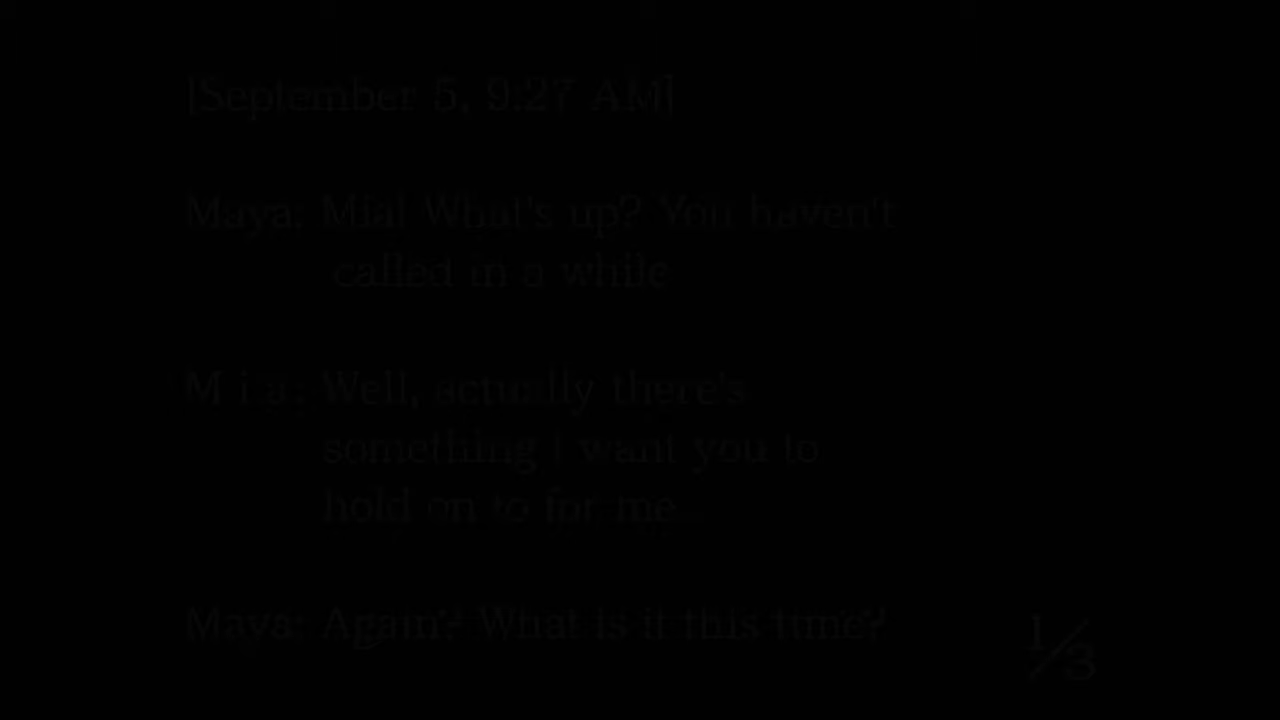 [September 5, 9:27 AM]
Maya: Mia! What's up? You haven't
called in a while
Mia: Well, actually there's
something I want you to
hold on to for me...
Maya: Again? What is it this time?
1/3